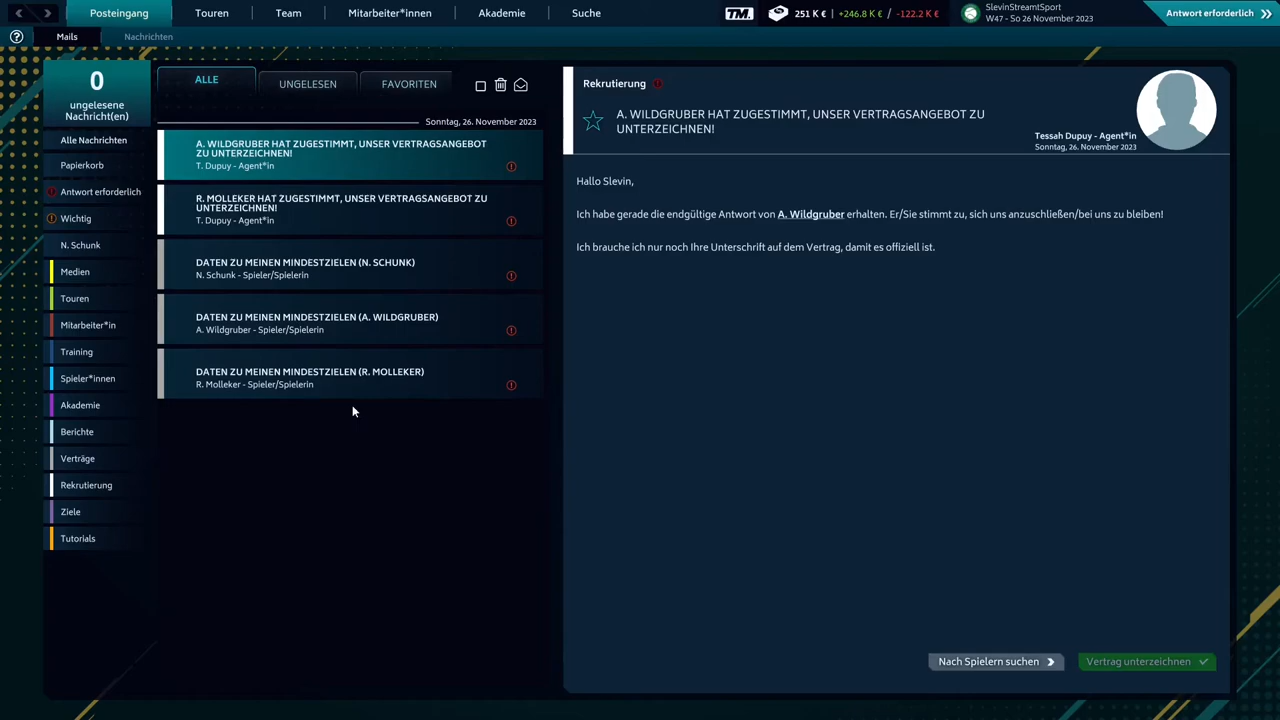 Posteingang
Touren
Team
Mitarbeiter*innen
Akademie
Suche
TM.
251 K € | +246.8 K € / -122.2 K €
SlevinStreamtSport
W47 - So 26 November 2023
Antwort erforderlich
Mails
Nachrichten
0
ungelesene
Nachricht(en)
Alle Nachrichten
Papierkorb
Antwort erforderlich
Wichtig
N. Schunk
Medien
Touren
Mitarbeiter*in
Training
Spieler*innen
Akademie
Berichte
Verträge
Rekrutierung
Ziele
Tutorials
ALLE
UNGELESEN
FAVORITEN
Sonntag, 26. November 2023
A. WILDGRUBER HAT ZUGESTIMMT, UNSER VERTRAGSANGEBOT
ZU UNTERZEICHNEN!
T. Dupuy - Agent*in
R. MOLLEKER HAT ZUGESTIMMT, UNSER VERTRAGSANGEBOT ZU
UNTERZEICHNEN!
T. Dupuy - Agent*in
DATEN ZU MEINEN MINDESTZIELEN (N. SCHUNK)
N. Schunk - Spieler/Spielerin
DATEN ZU MEINEN MINDESTZIELEN (A. WILDGRUBER)
A. Wildgruber - Spieler/Spielerin
DATEN ZU MEINEN MINDESTZIELEN (R. MOLLEKER)
R. Molleker - Spieler/Spielerin
Rekrutierung
A. WILDGRUBER HAT ZUGESTIMMT, UNSER VERTRAGSANGEBOT ZU
UNTERZEICHNEN!
Tessah Dupuy - Agent*in
Sonntag, 26. November 2023
Hallo Slevin,
Ich habe gerade die endgültige Antwort von A. Wildgruber erhalten. Er/Sie stimmt zu, sich uns anzuschließen/bei uns zu bleiben!
Ich brauche ich nur noch Ihre Unterschrift auf dem Vertrag, damit es offiziell ist.
Nach Spielern suchen
Vertrag unterzeichnen